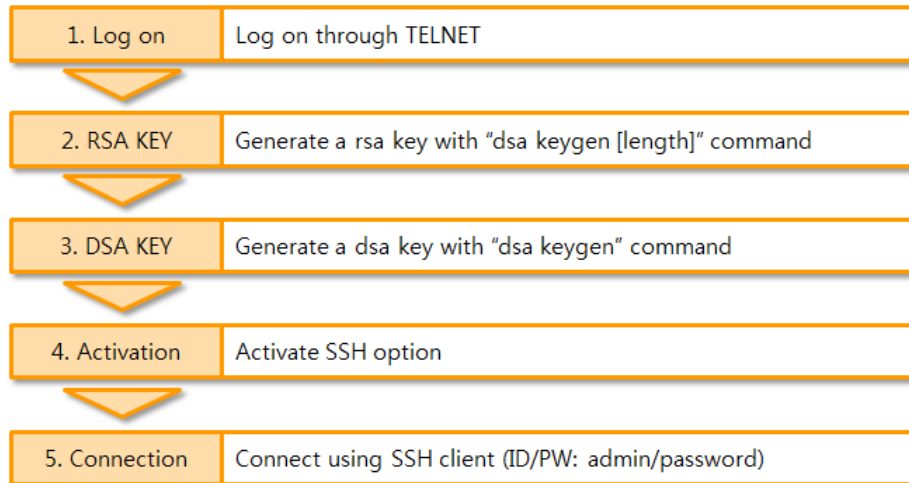 1. Log on Log on through TELNET
2. RSA KEY Generate a rsa key with “dsa keygen [length]” command
3. DSA KEY Generate a dsa key with “dsa keygen” command
4. Activation Activate SSH option
5. Connection Connect using SSH client (ID/PW: admin/password)